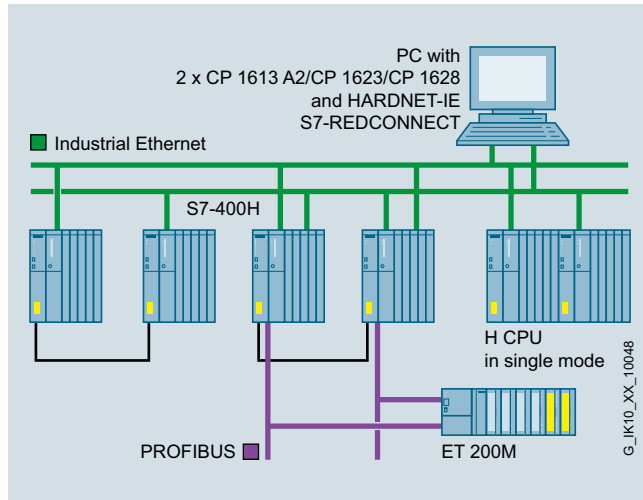 PC with
2 x CP 1613 A2/CP 1623/CP 1628
and HARDNET-IE
S7-REDCONNECT
Industrial Ethernet
S7-400H
H CPU
in single mode
PROFIBUS
ET 200M
G_IK10_XX_10048